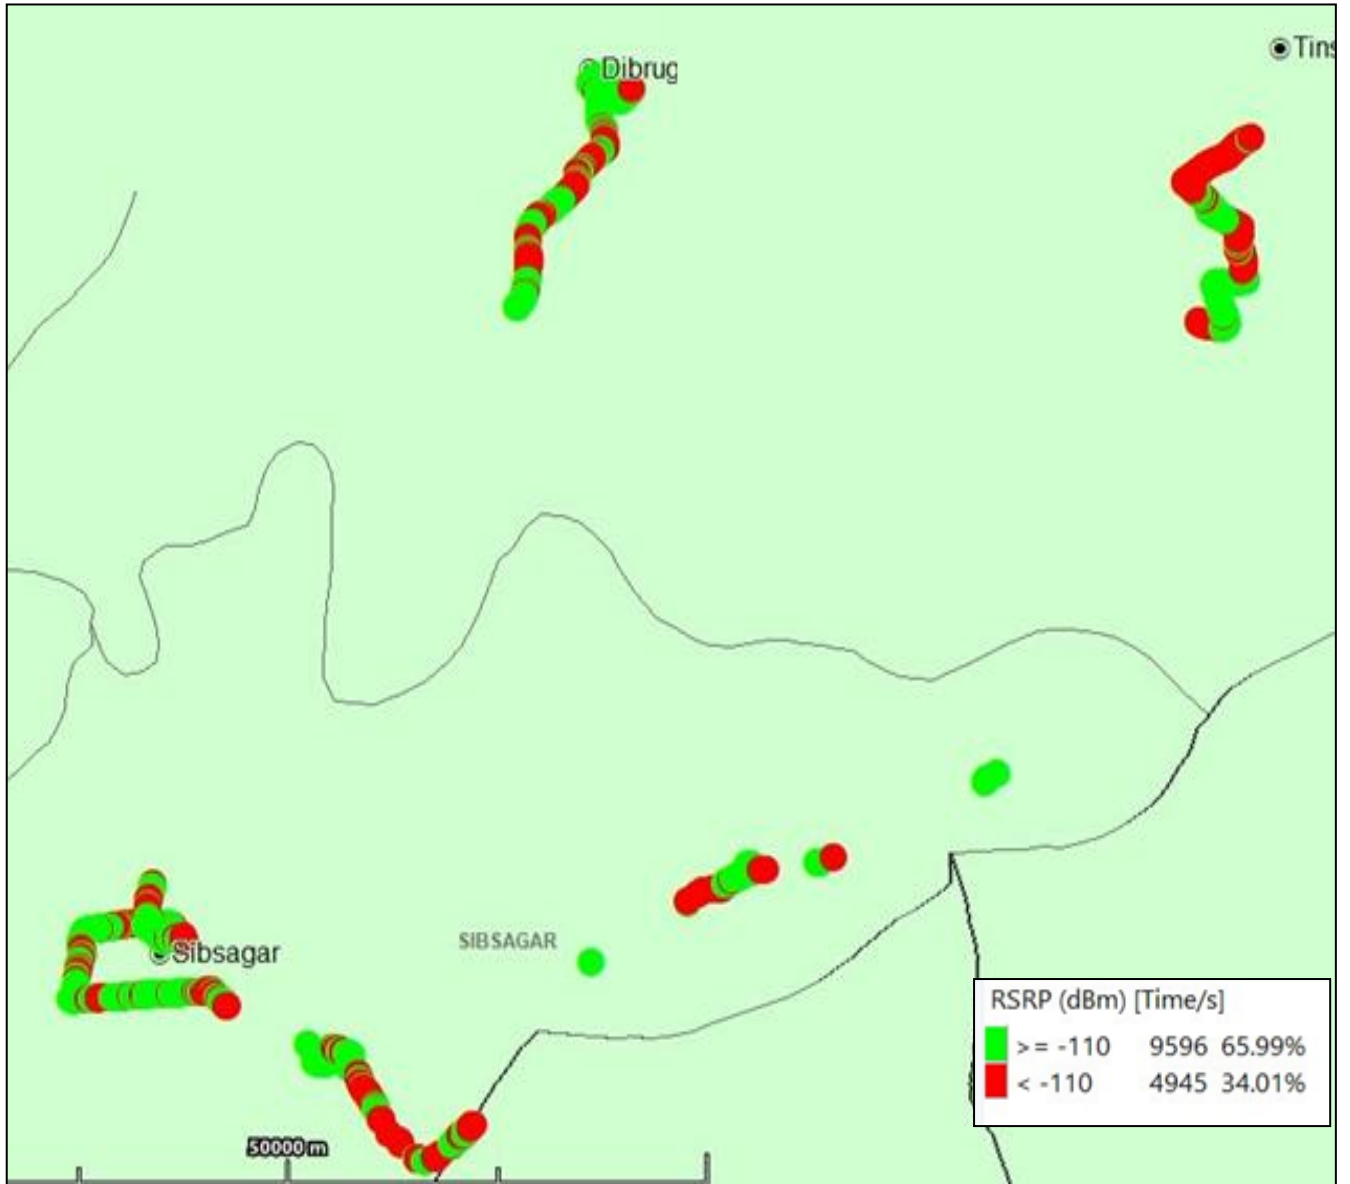 Tins
Dibrug
SIBSAGAR
Sibsagar
RSRP (dBm) [Time/s]
>= -110 9596 65.99%
< -110 4945 34.01%
50000 m